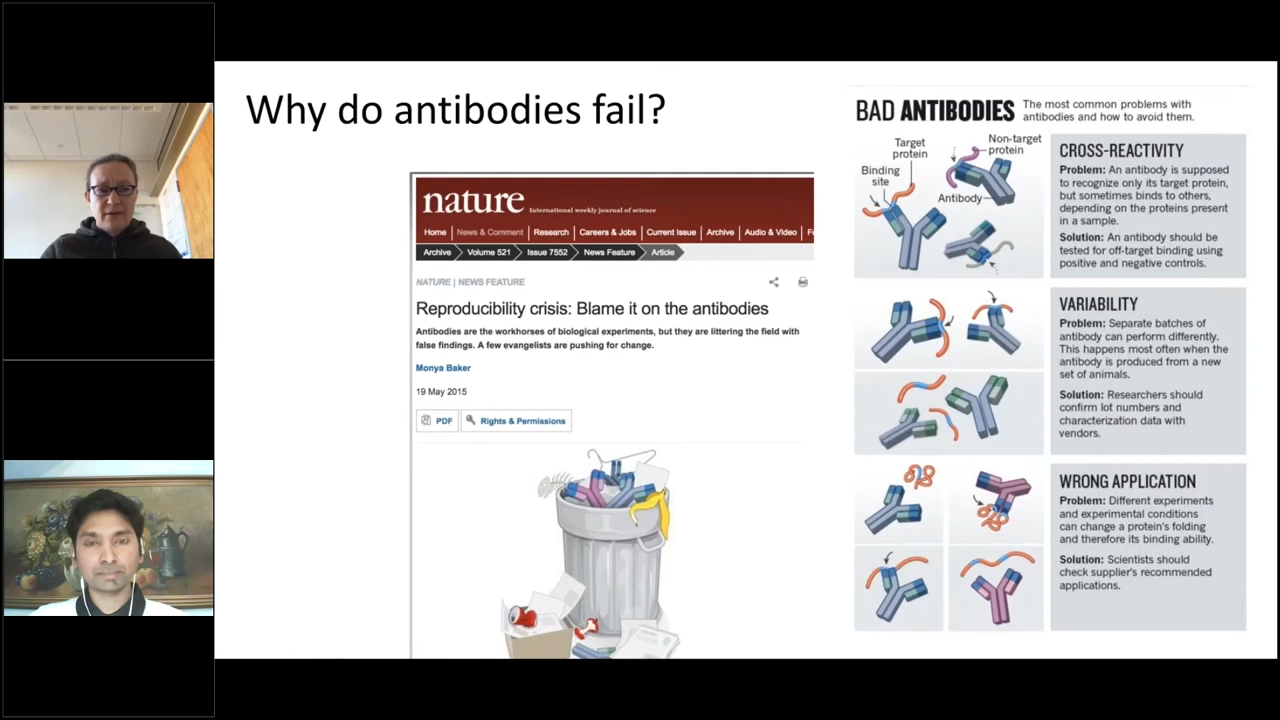 Why do antibodies fail?
nature International weekly journal of science
Home News & Comment Research Careers & Jobs Current Issue Archive Audio & Video
Archive Volume 521 Issue 7552 News Feature Article
NATURE | NEWS FEATURE
Reproducibility crisis: Blame it on the antibodies
Antibodies are the workhorses of biological experiments, but they are littering the field with
false findings. A few evangelists are pushing for change.
Monya Baker
19 May 2015
PDF Rights & Permissions
BAD ANTIBODIES The most common problems with
antibodies and how to avoid them.
Target
protein
Non-target
protein
Binding
site
Antibody
CROSS-REACTIVITY
Problem: An antibody is supposed
to recognize only its target protein,
but sometimes binds to others,
depending on the proteins present
in a sample.
Solution: An antibody should be
tested for off-target binding using
positive and negative controls.
VARIABILITY
Problem: Separate batches of
antibody can perform differently.
This happens most often when the
antibody is produced from a new
set of animals.
Solution: Researchers should
confirm lot numbers and
characterization data with
vendors.
WRONG APPLICATION
Problem: Different experiments
and experimental conditions
can change a protein's folding
and therefore its binding ability.
Solution: Scientists should
check supplier's recommended
applications.